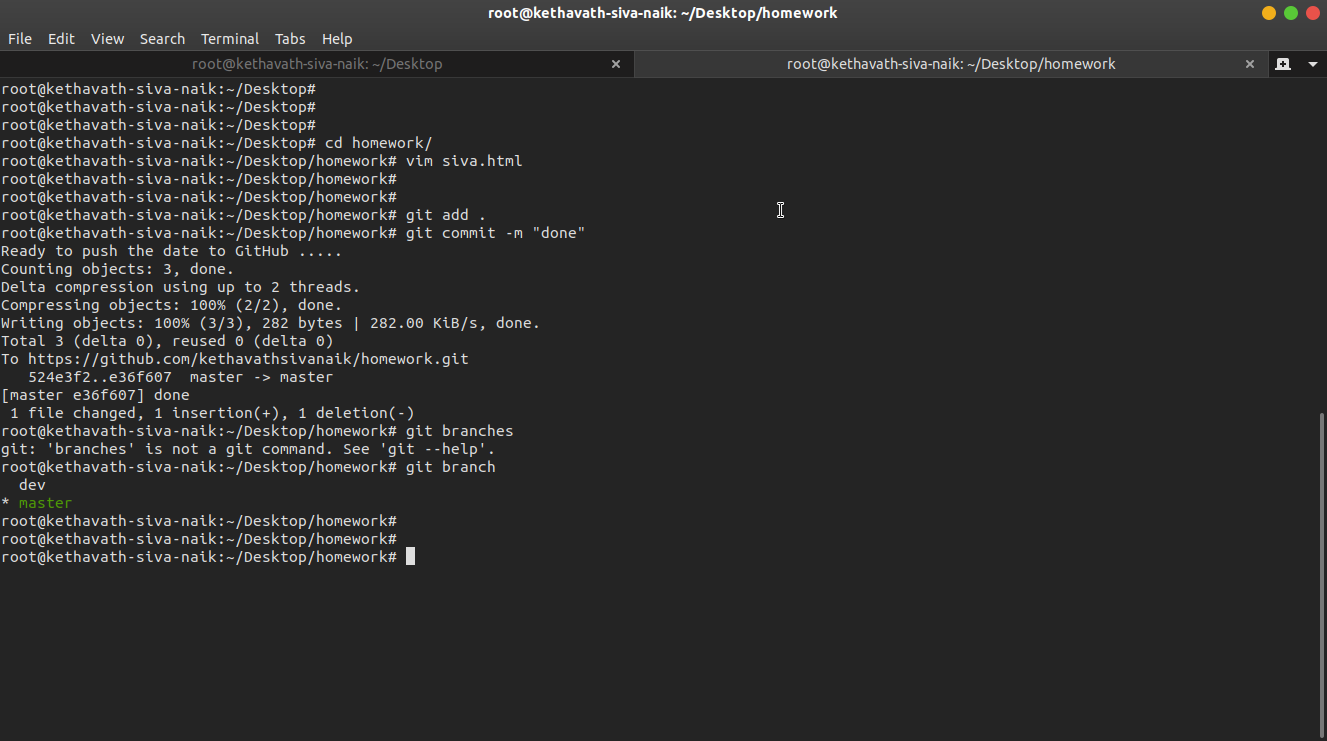 root@kethavath-siva-naik: ~/Desktop/homework
File Edit View Search Terminal Tabs Help
root@kethavath-siva-naik: ~/Desktop × root@kethavath-siva-naik: ~/Desktop/homework ×
root@kethavath-siva-naik:~/Desktop#
root@kethavath-siva-naik:~/Desktop#
root@kethavath-siva-naik:~/Desktop#
root@kethavath-siva-naik:~/Desktop# cd homework/
root@kethavath-siva-naik:~/Desktop/homework# vim siva.html
root@kethavath-siva-naik:~/Desktop/homework#
root@kethavath-siva-naik:~/Desktop/homework#
root@kethavath-siva-naik:~/Desktop/homework# git add .
root@kethavath-siva-naik:~/Desktop/homework# git commit -m "done"
Ready to push the date to GitHub .....
Counting objects: 3, done.
Delta compression using up to 2 threads.
Compressing objects: 100% (2/2), done.
Writing objects: 100% (3/3), 282 bytes | 282.00 KiB/s, done.
Total 3 (delta 0), reused 0 (delta 0)
To https://github.com/kethavathsivanaik/homework.git
   524e3f2..e36f607  master -> master
[master e36f607] done
 1 file changed, 1 insertion(+), 1 deletion(-)
root@kethavath-siva-naik:~/Desktop/homework# git branches
git: 'branches' is not a git command. See 'git --help'.
root@kethavath-siva-naik:~/Desktop/homework# git branch
  dev
* master
root@kethavath-siva-naik:~/Desktop/homework#
root@kethavath-siva-naik:~/Desktop/homework#
root@kethavath-siva-naik:~/Desktop/homework#